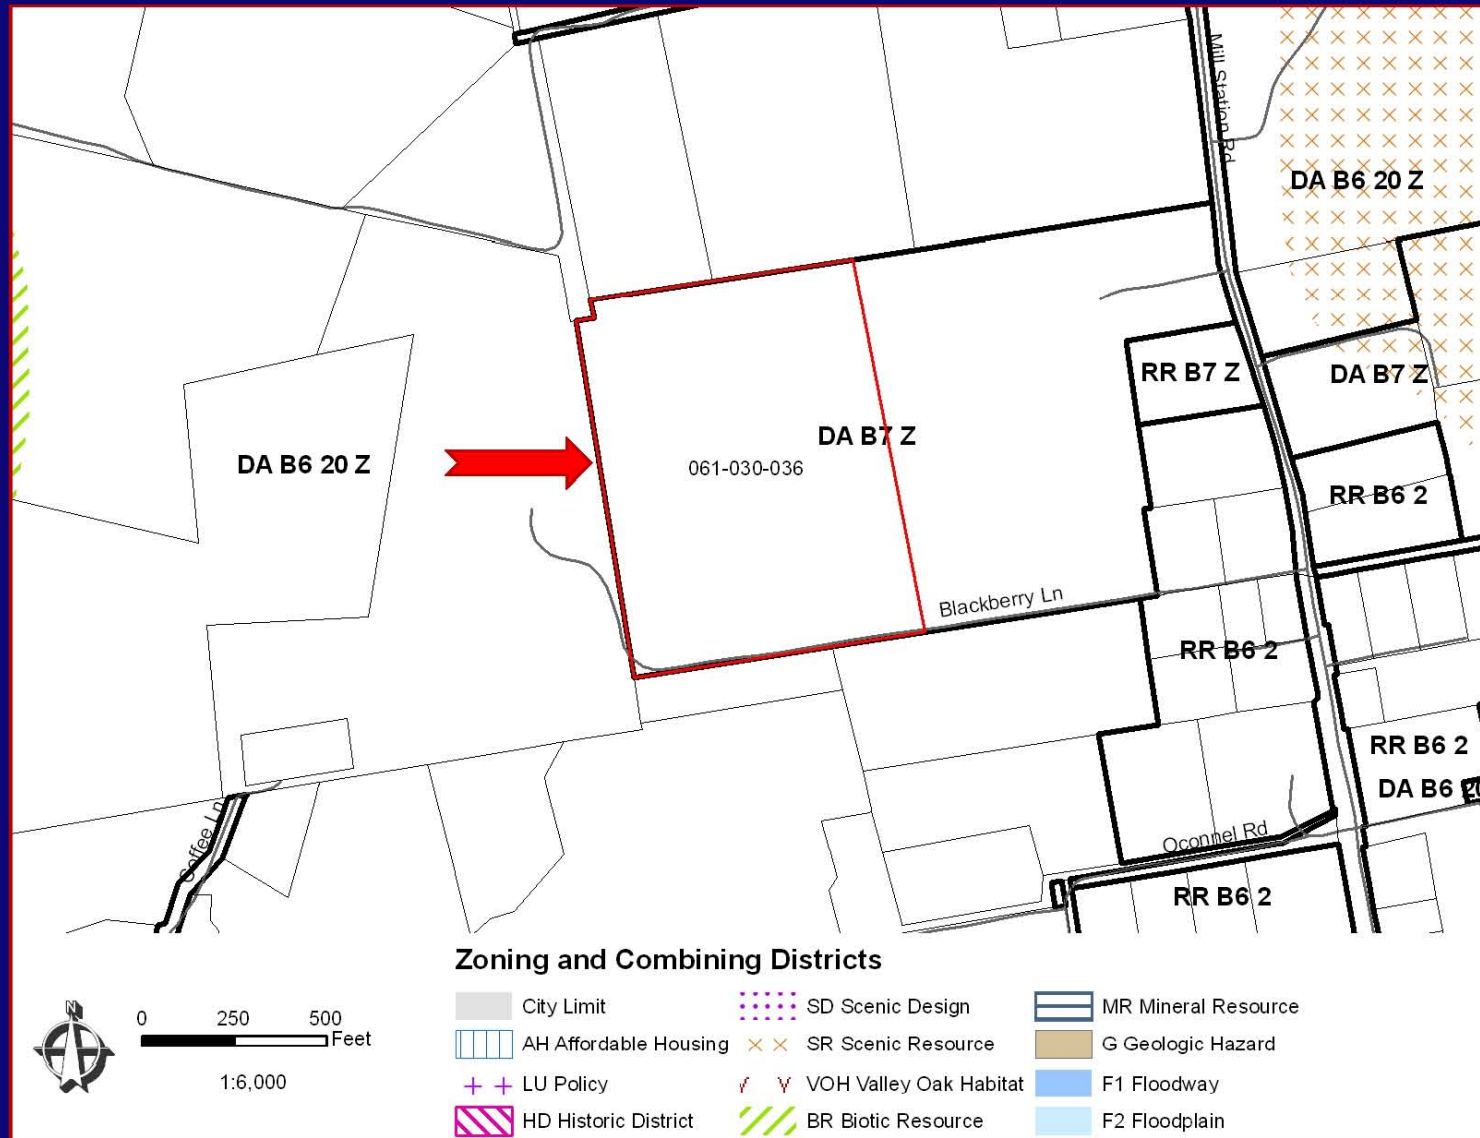 Mill Station Rd
DA B6 20 Z
RR B7 Z
DA B7 Z
DA B7 Z
DA B6 20 Z
061-030-036
RR B6 2
Blackberry Ln
RR B6 2
RR B6 2
DA B6 20
Coffee Ln
Oconnel Rd
RR B6 2
Zoning and Combining Districts
N
0 250 500
Feet
1:6,000
City Limit
AH Affordable Housing
LU Policy
HD Historic District
SD Scenic Design
SR Scenic Resource
VOH Valley Oak Habitat
BR Biotic Resource
MR Mineral Resource
G Geologic Hazard
F1 Floodway
F2 Floodplain